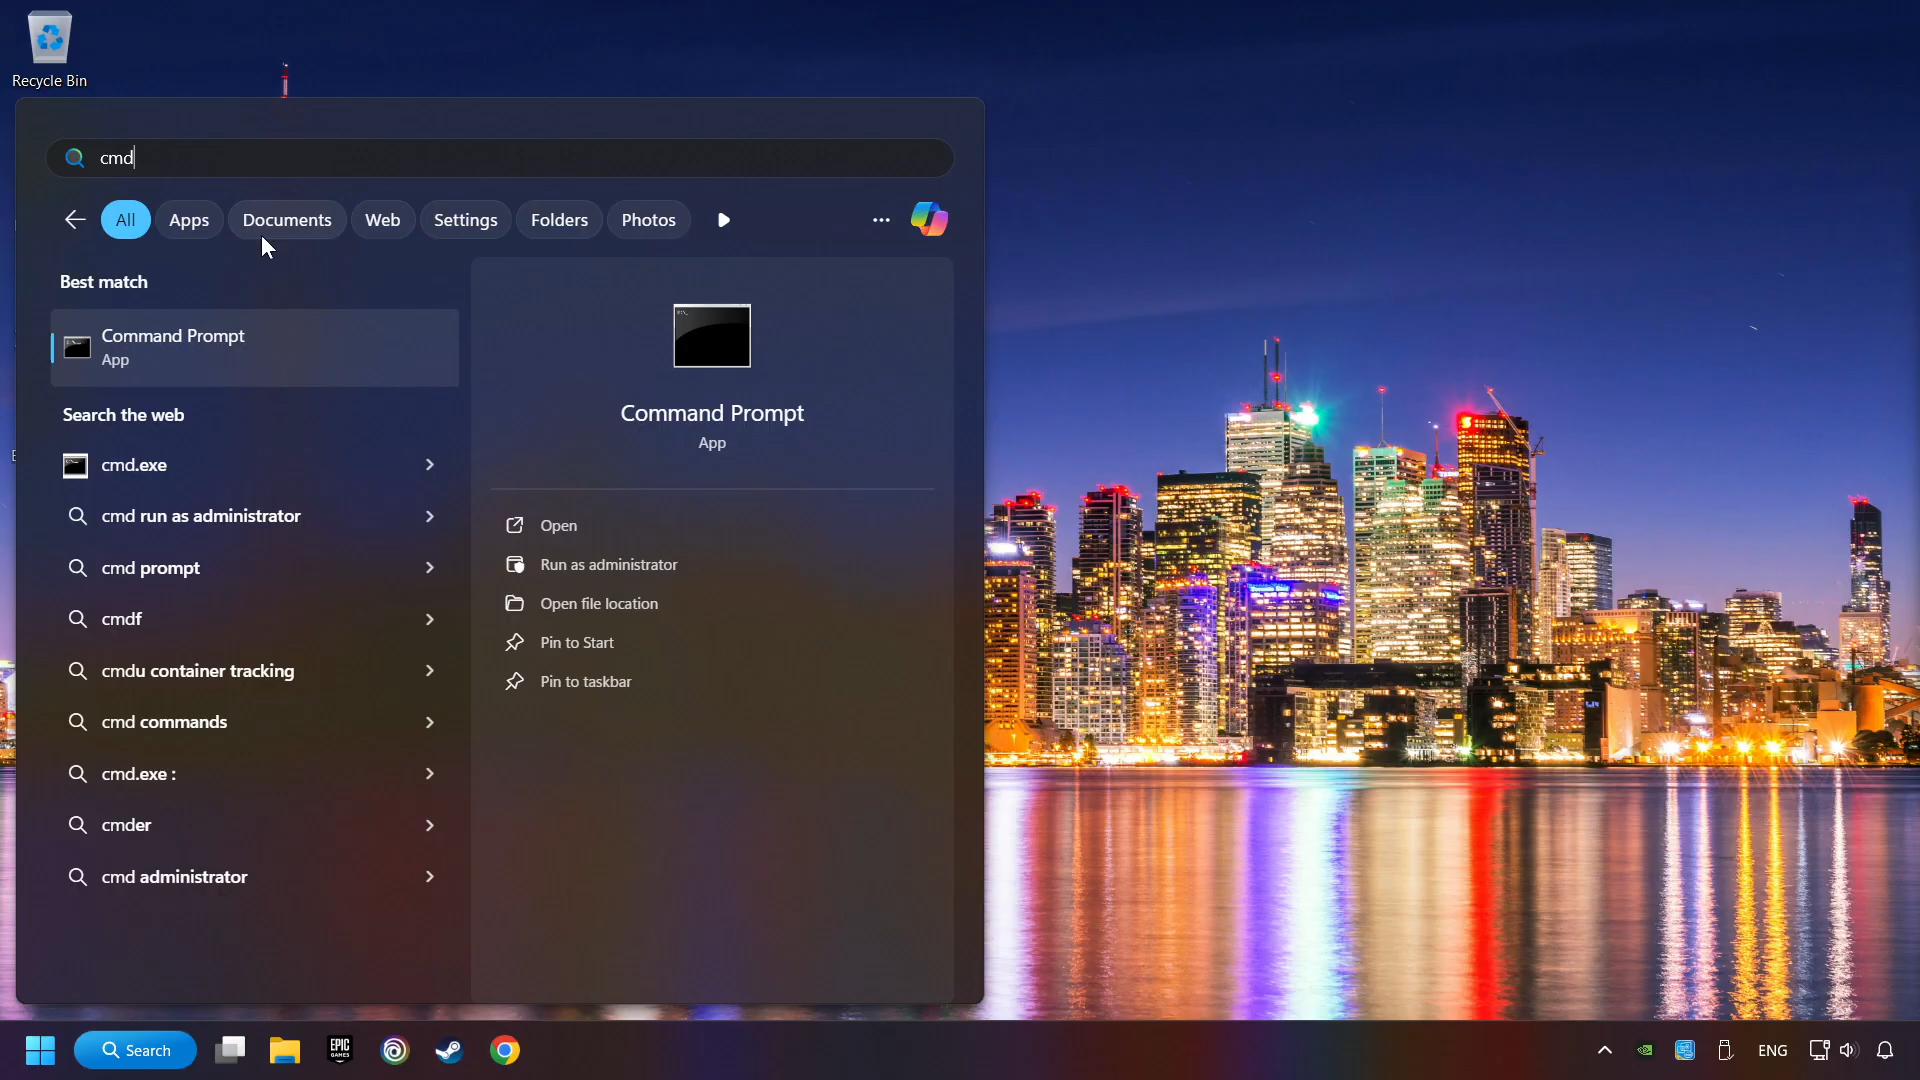 Recycle Bin
cmd
All Apps Documents Web Settings Folders Photos
Best match
Command Prompt
App
Search the web
cmd.exe
cmd run as administrator
cmd prompt
cmdf
cmdu container tracking
cmd commands
cmd.exe :
cmder
cmd administrator
Command Prompt
App
Open
Run as administrator
Open file location
Pin to Start
Pin to taskbar
Search
EPIC
GAMES
ENG